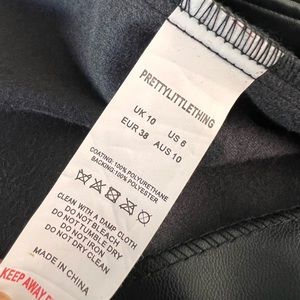 PRETTYLITTLETHING
UK 10 US 6
EUR 38 AUS 10
COATING: 100% POLYURETHANE
BACKING: 100% POLYESTER
CLEAN WITH A DAMP CLOTH
DO NOT BLEACH
DO NOT TUMBLE DRY
DO NOT IRON
DO NOT DRY CLEAN
MADE IN CHINA
KEEP AWAY